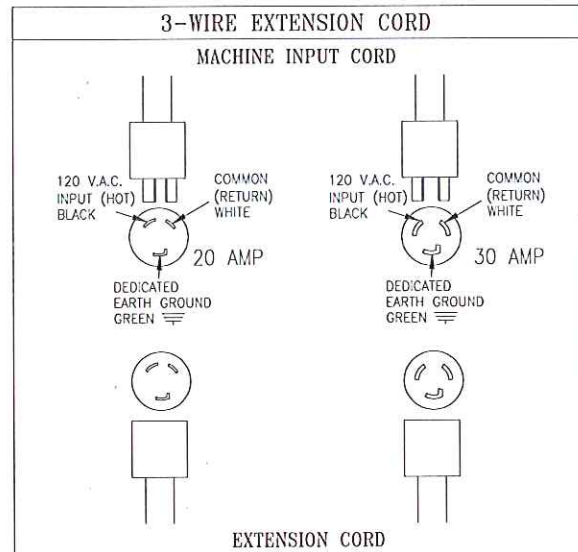 3-WIRE EXTENSION CORD
MACHINE INPUT CORD
120 V.A.C.
INPUT (HOT)
BLACK
COMMON
(RETURN)
WHITE
20 AMP
DEDICATED
EARTH GROUND
GREEN
120 V.A.C.
INPUT (HOT)
BLACK
COMMON
(RETURN)
WHITE
30 AMP
DEDICATED
EARTH GROUND
GREEN
EXTENSION CORD